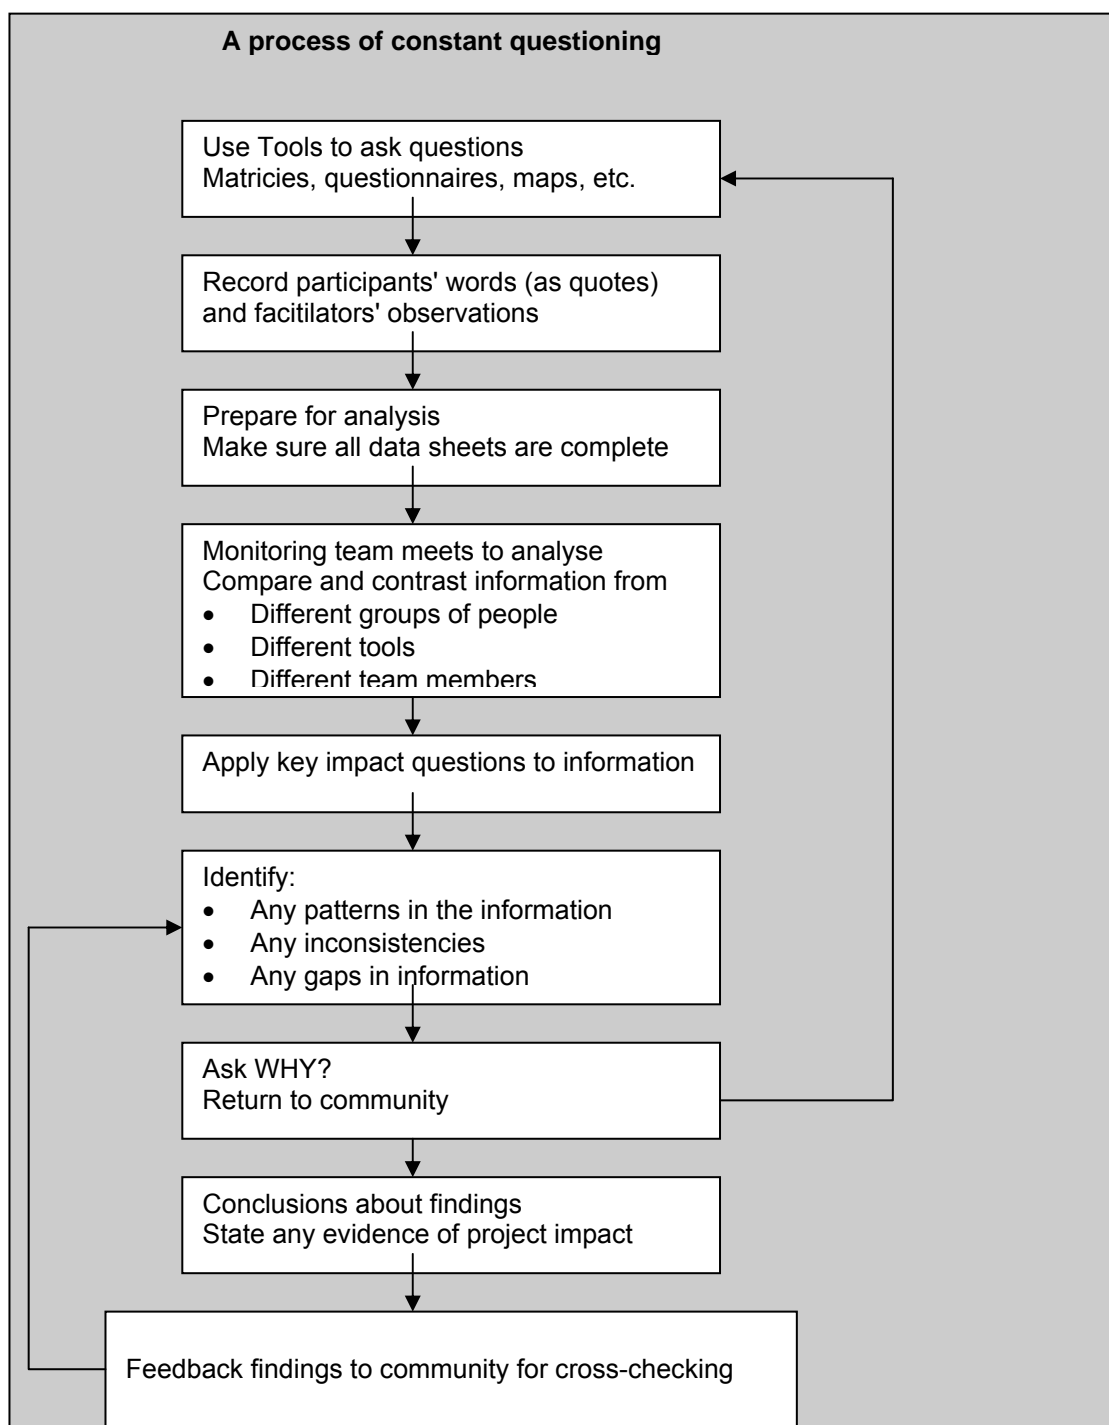 A process of constant questioning
Use Tools to ask questions
Matricies, questionnaires, maps, etc.
Record participants' words (as quotes)
and facitilators' observations
Prepare for analysis
Make sure all data sheets are complete
Monitoring team meets to analyse
Compare and contrast information from
• Different groups of people
• Different tools
• Different team members
Apply key impact questions to information
Identify:
• Any patterns in the information
• Any inconsistencies
• Any gaps in information
Ask WHY?
Return to community
Conclusions about findings
State any evidence of project impact
Feedback findings to community for cross-checking